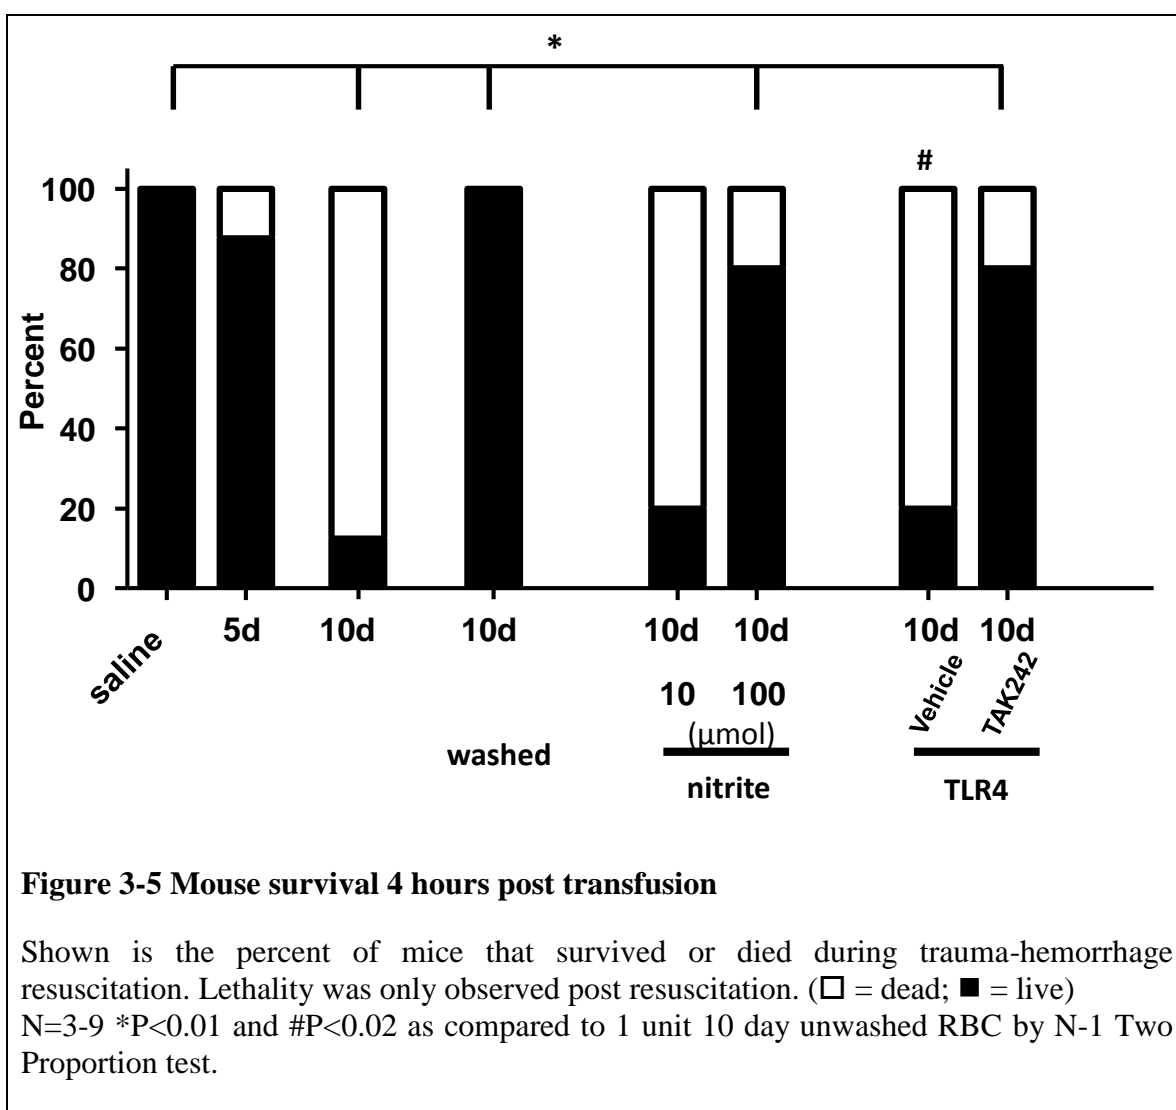 *
#
100
80
60
40
20
0
Percent
saline
5d
10d
10d
10d
10d
10d
10d
10
100
Vehicle
TAK242
(µmol)
washed
nitrite
TLR4
Figure 3-5 Mouse survival 4 hours post transfusion
Shown is the percent of mice that survived or died during trauma-hemorrhage
resuscitation. Lethality was only observed post resuscitation. (□ = dead; ■ = live)
N=3-9 *P<0.01 and #P<0.02 as compared to 1 unit 10 day unwashed RBC by N-1 Two
Proportion test.